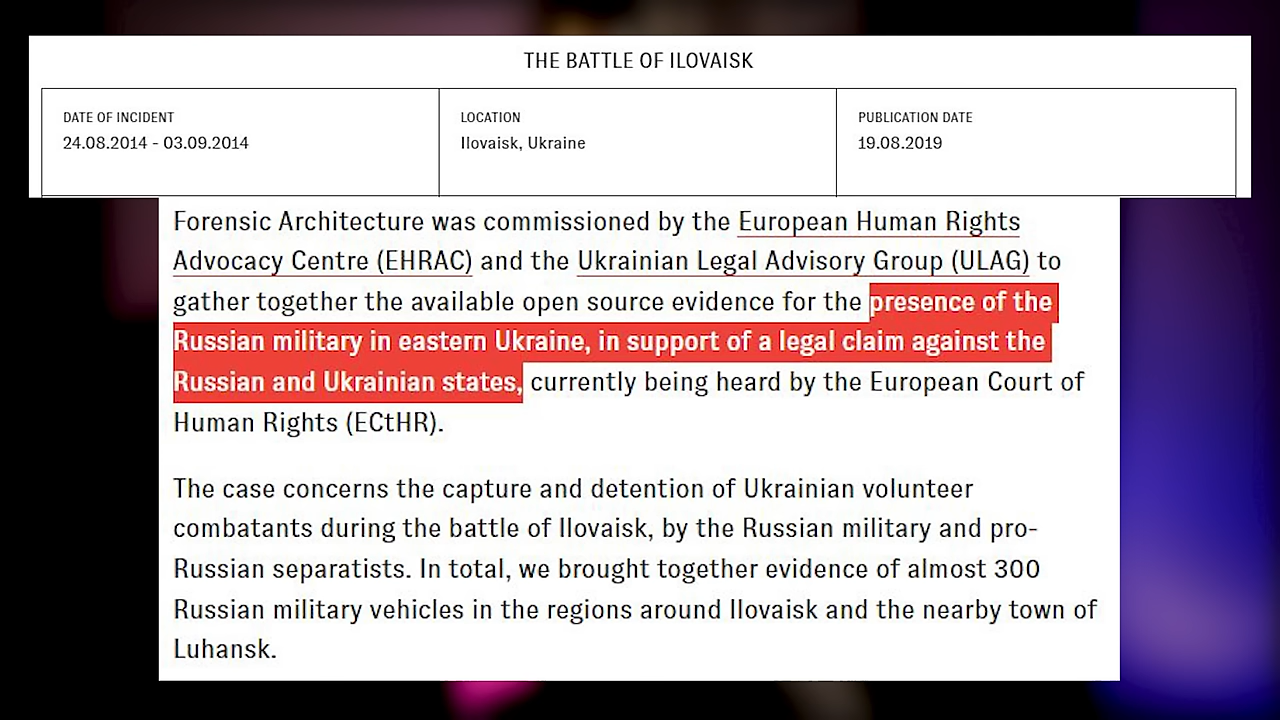 THE BATTLE OF ILOVAISK
DATE OF INCIDENT
24.08.2014 - 03.09.2014
LOCATION
Ilovaisk, Ukraine
PUBLICATION DATE
19.08.2019
Forensic Architecture was commissioned by the European Human Rights
Advocacy Centre (EHRAC) and the Ukrainian Legal Advisory Group (ULAG) to
gather together the available open source evidence for the presence of the
Russian military in eastern Ukraine, in support of a legal claim against the
Russian and Ukrainian states, currently being heard by the European Court of
Human Rights (ECtHR).
The case concerns the capture and detention of Ukrainian volunteer
combatants during the battle of Ilovaisk, by the Russian military and pro-
Russian separatists. In total, we brought together evidence of almost 300
Russian military vehicles in the regions around Ilovaisk and the nearby town of
Luhansk.